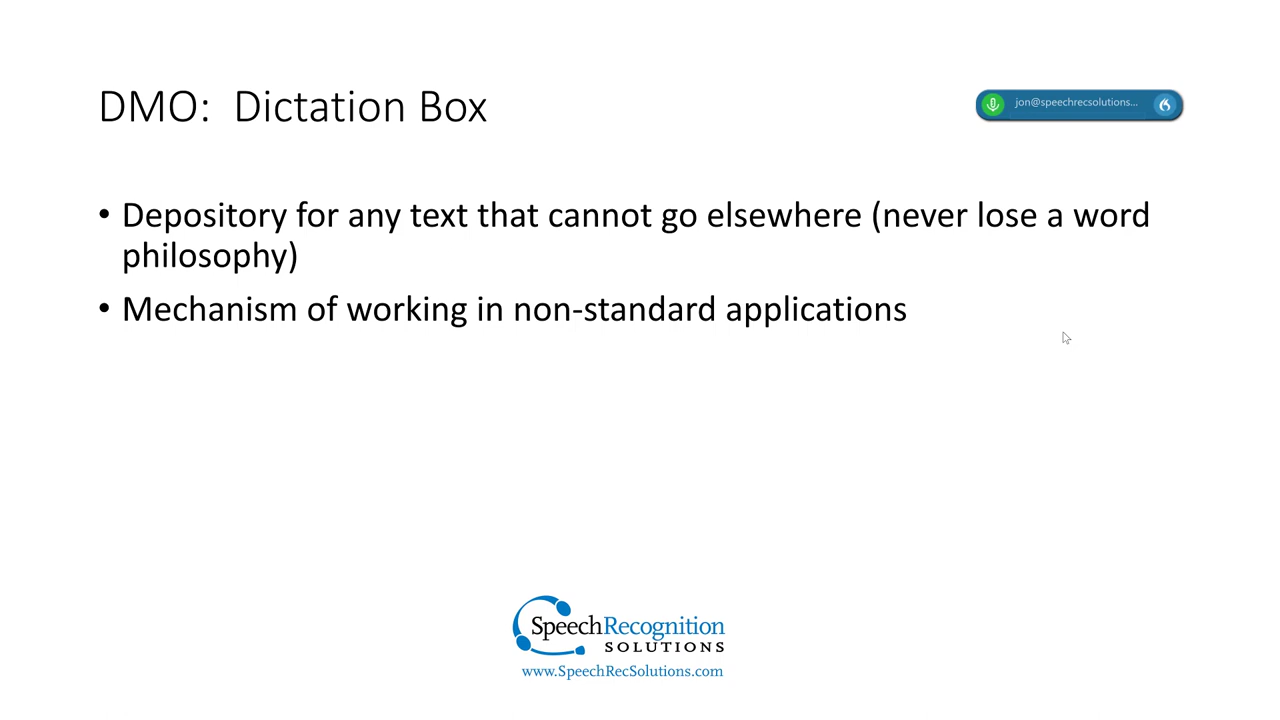 DMO:  Dictation Box
jon@speechrecsolutions...
• Depository for any text that cannot go elsewhere (never lose a word
philosophy)
• Mechanism of working in non-standard applications
SpeechRecognition
SOLUTIONS
www.SpeechRecSolutions.com